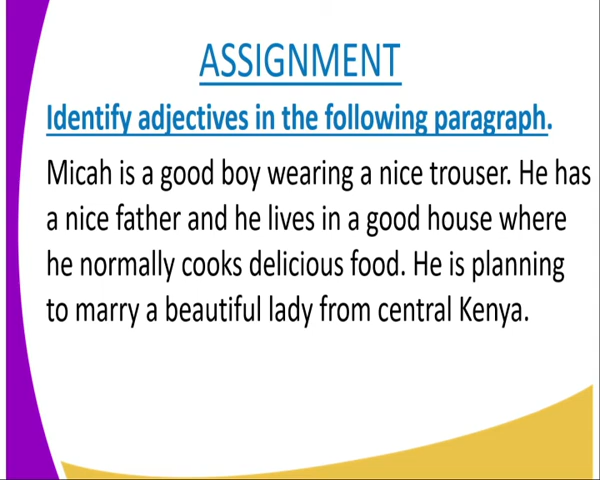 ASSIGNMENT
Identify adjectives in the following paragraph.
Micah is a good boy wearing a nice trouser. He has
a nice father and he lives in a good house where
he normally cooks delicious food. He is planning
to marry a beautiful lady from central Kenya.